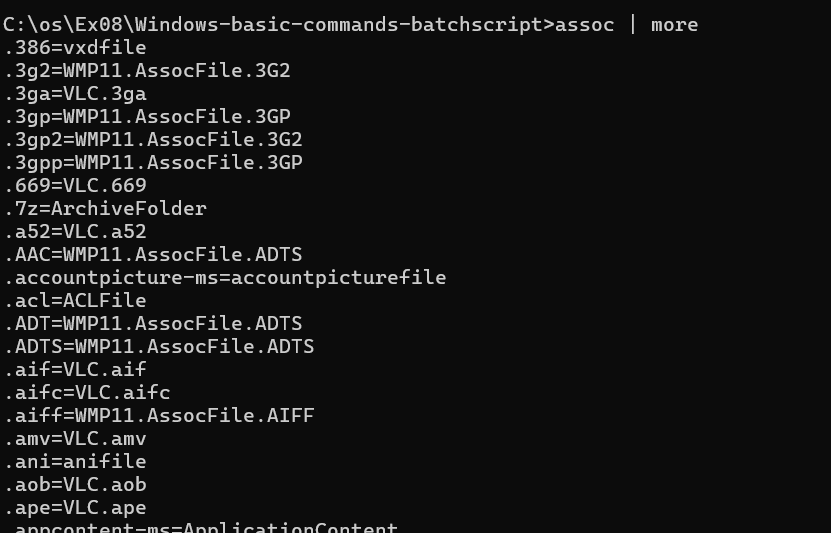 C:\os\Ex08\Windows-basic-commands-batchscript>assoc | more
.386=vxdfile
.3g2=WMP11.AssocFile.3G2
.3ga=VLC.3ga
.3gp=WMP11.AssocFile.3GP
.3gp2=WMP11.AssocFile.3G2
.3gpp=WMP11.AssocFile.3GP
.669=VLC.669
.7z=ArchiveFolder
.a52=VLC.a52
.AAC=WMP11.AssocFile.ADTS
.accountpicture-ms=accountpicturefile
.acl=ACLFile
.ADT=WMP11.AssocFile.ADTS
.ADTS=WMP11.AssocFile.ADTS
.aif=VLC.aif
.aifc=VLC.aifc
.aiff=WMP11.AssocFile.AIFF
.amv=VLC.amv
.ani=anifile
.aob=VLC.aob
.ape=VLC.ape
.appcontent-ms=ApplicationContent